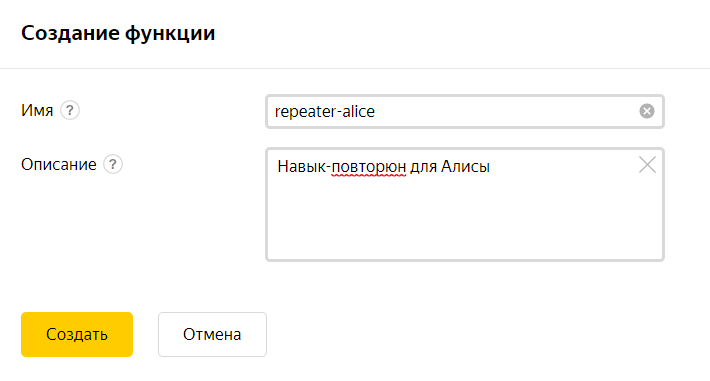 Создание функции
Имя ?
repeater-alice
Описание ?
Навык-повторюн для Алисы
Создать
Отмена